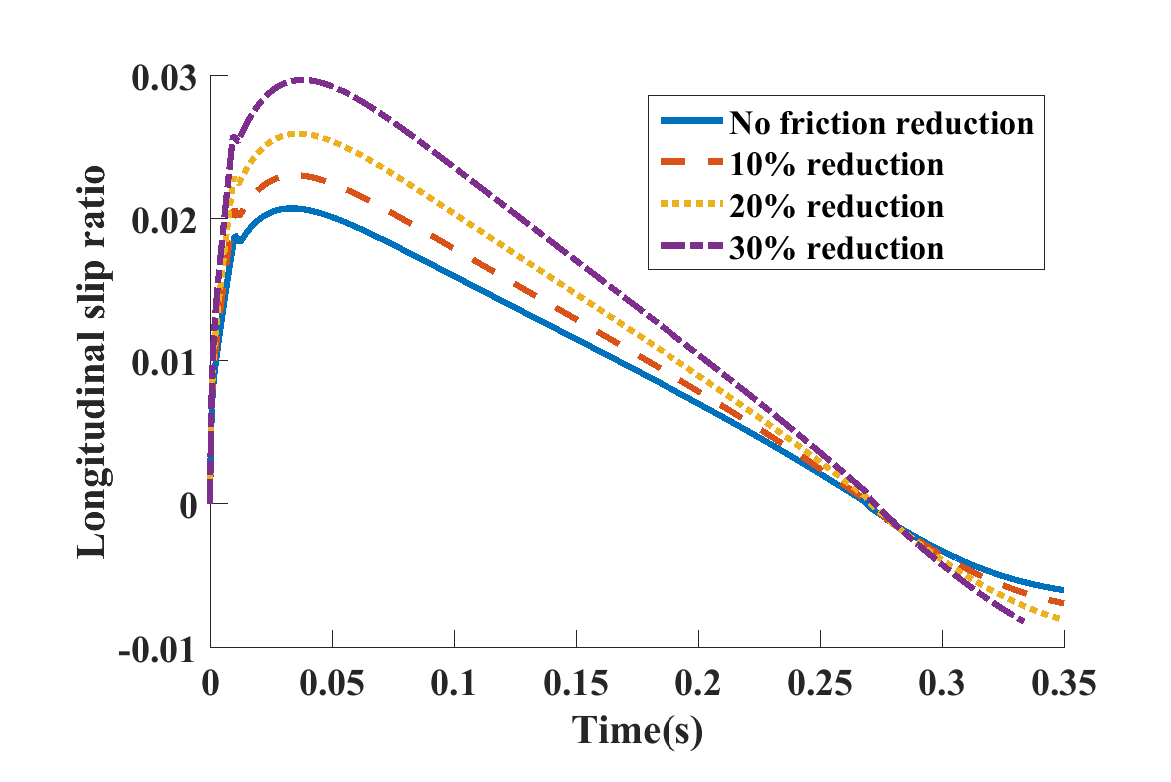 0.03
0.02
0.01
0
-0.01
Longitudinal slip ratio
No friction reduction
10% reduction
20% reduction
30% reduction
0 0.05 0.1 0.15 0.2 0.25 0.3 0.35
Time(s)